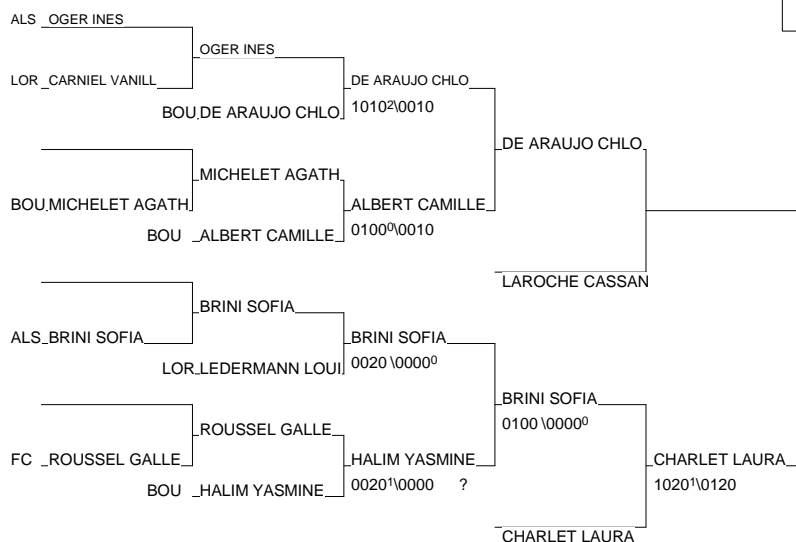 ALS OGER INES
OGER INES
LOR CARNIEL VANILL
DE ARAUJO CHLO
BOU DE ARAUJO CHLO
1010²\0010
DE ARAUJO CHLO
MICHELET AGATH
BOU MICHELET AGATH
ALBERT CAMILLE
0100⁰\0010
BOU ALBERT CAMILLE
LAROCHE CASSAN
BRINI SOFIA
ALS BRINI SOFIA
BRINI SOFIA
LOR LEDERMANN LOUI
0020 \0000⁰
BRINI SOFIA
0100 \0000⁰
ROUSSEL GALLE
FC ROUSSEL GALLE
HALIM YASMINE
CHARLET LAURA
BOU HALIM YASMINE
0020¹\0000 ?
1020¹\0120
CHARLET LAURA